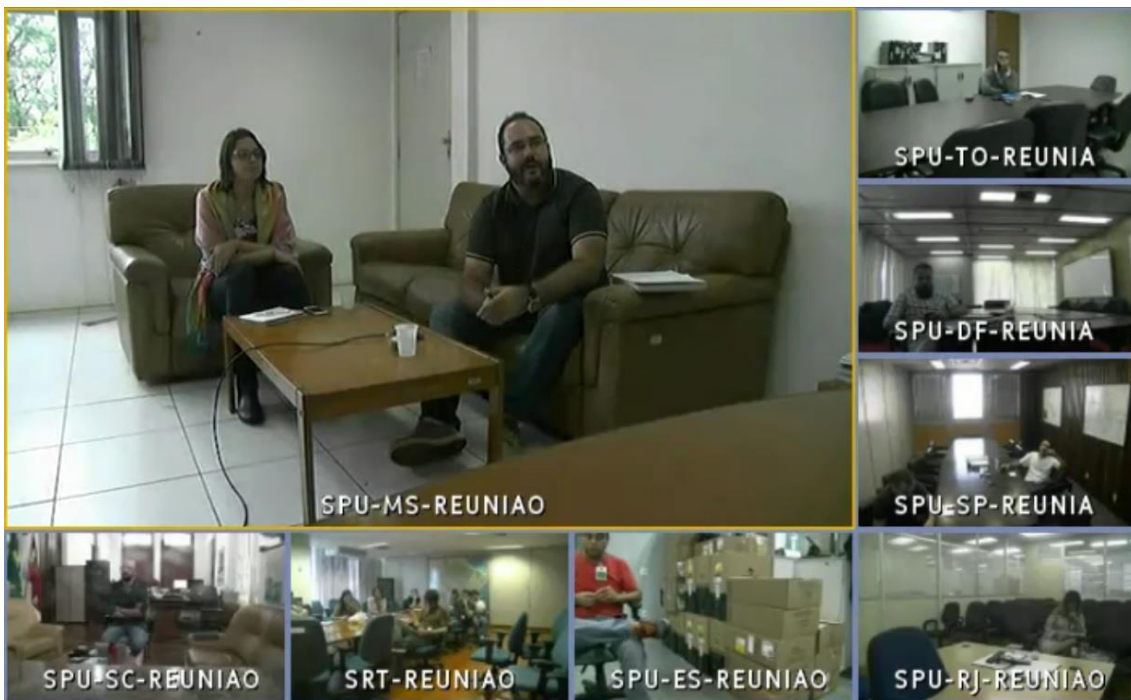 SPU-TO-REUNIA
SPU-DF-REUNIA
SPU-SP-REUNIA
SPU-MS-REUNIAO
SPU-SC-REUNIAO
SRT-REUNIAO
SPU-ES-REUNIAO
SPU-RJ-REUNIA